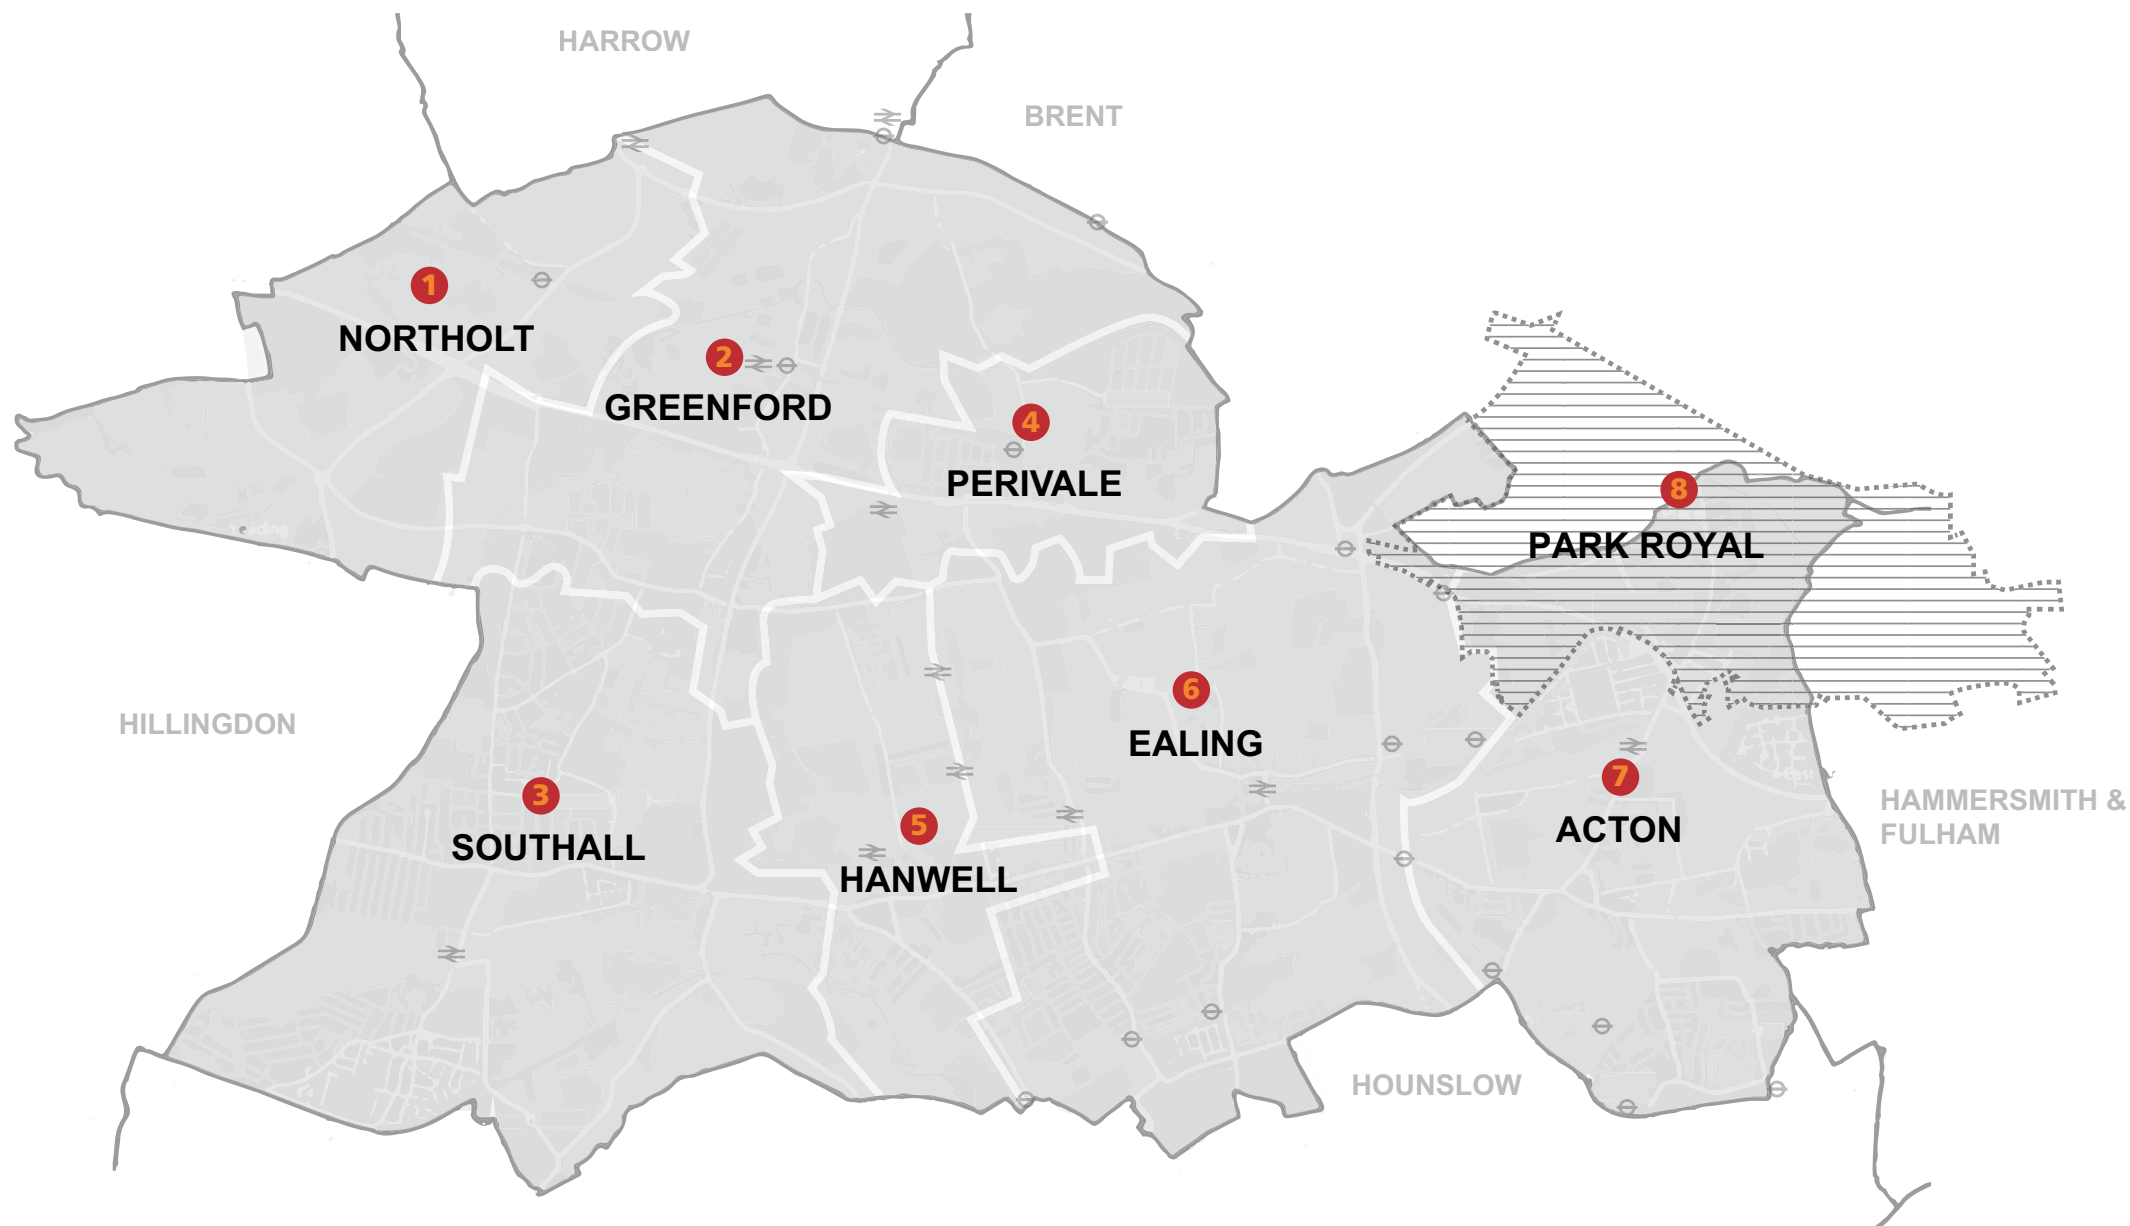 HARROW
BRENT
1
NORTHOLT
2
GREENFORD
4
PERIVALE
8
PARK ROYAL
6
EALING
HILLINGDON
3
SOUTHALL
5
HANWELL
7
ACTON
HAMMERSMITH &
FULHAM
HOUNSLOW